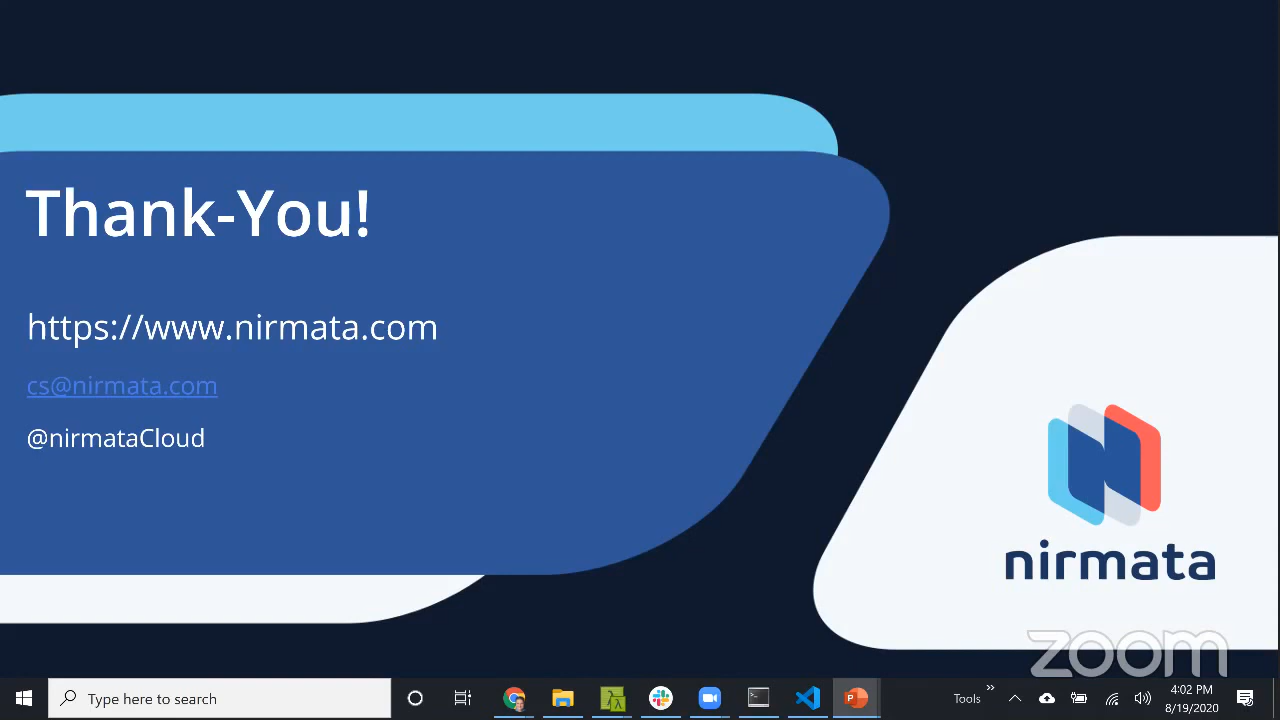 Thank-You!
https://www.nirmata.com
cs@nirmata.com
@nirmataCloud
nirmata
zoom
Type here to search
Tools
4:02 PM
8/19/2020